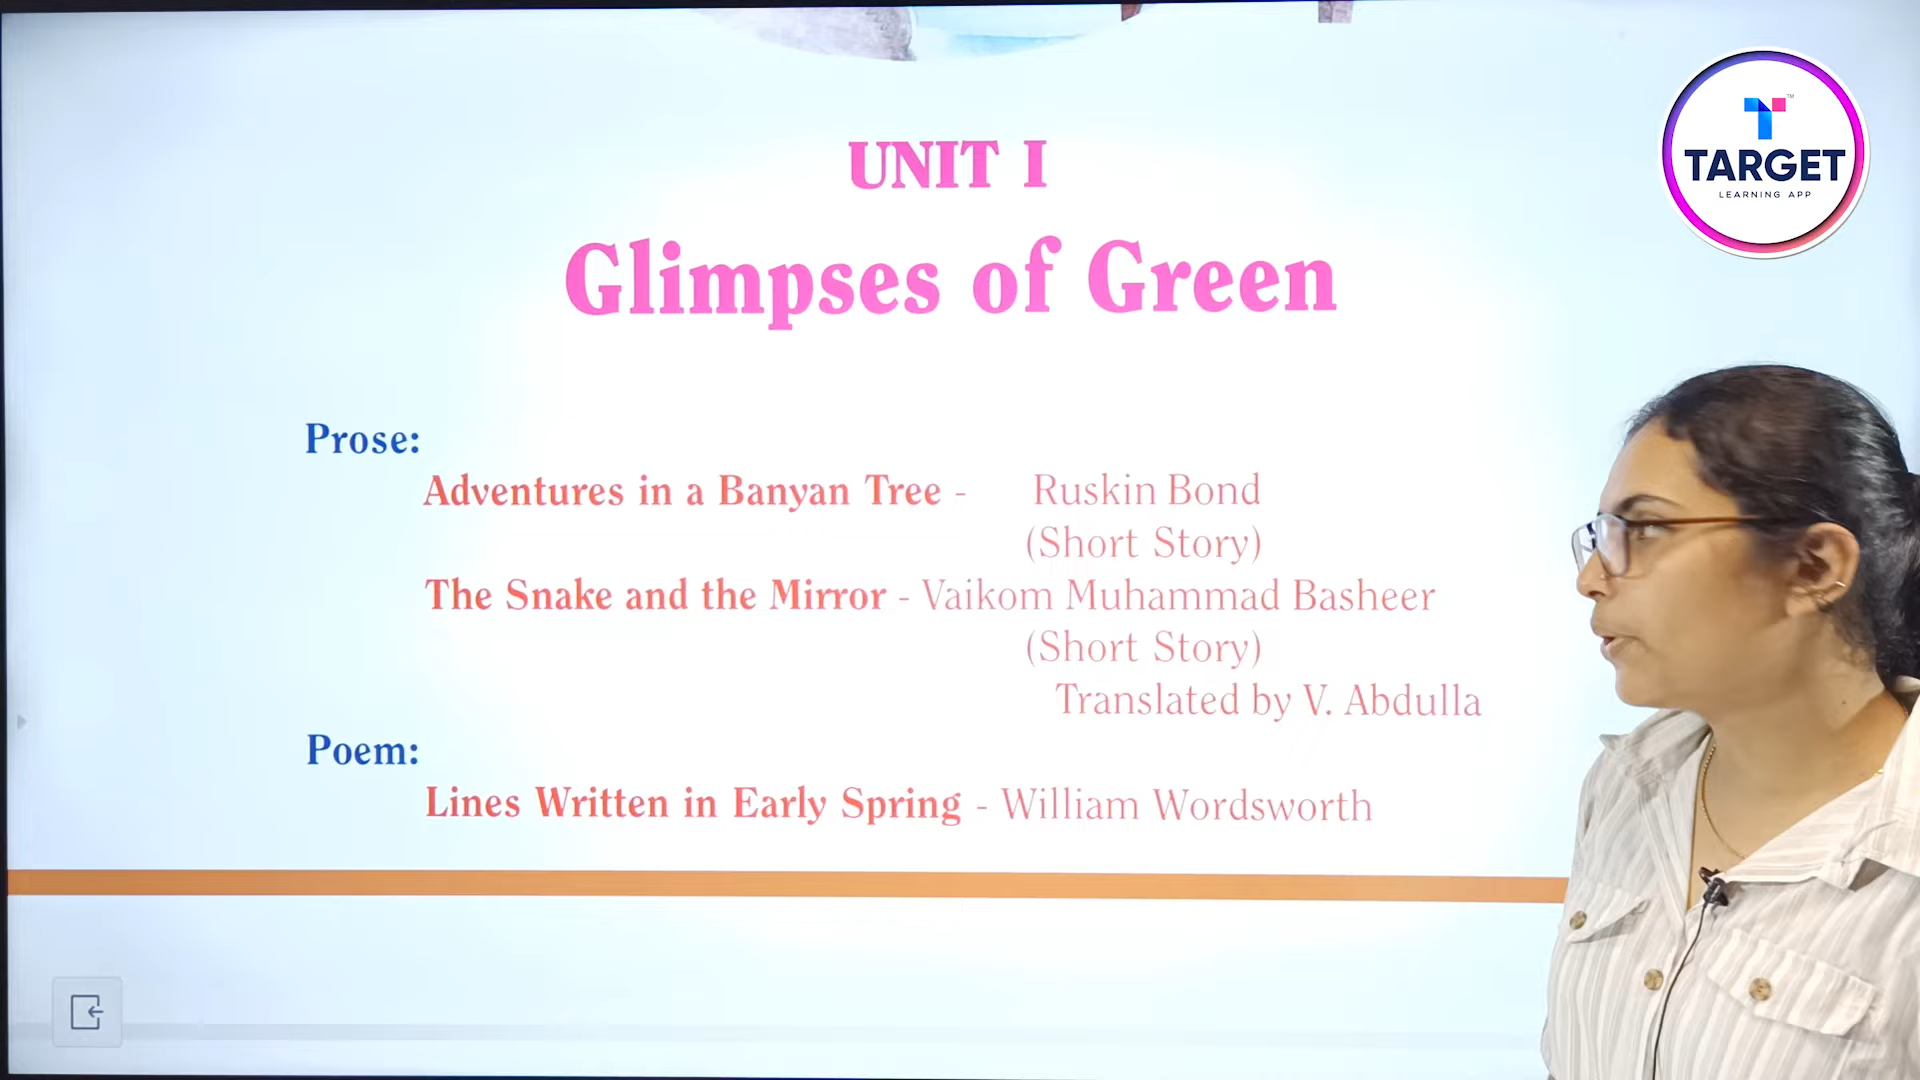 UNIT I
Glimpses of Green
Prose:
Adventures in a Banyan Tree - Ruskin Bond
(Short Story)
The Snake and the Mirror - Vaikom Muhammad Basheer
(Short Story)
Translated by V. Abdulla
Poem:
Lines Written in Early Spring - William Wordsworth
T™
TARGET
LEARNING APP